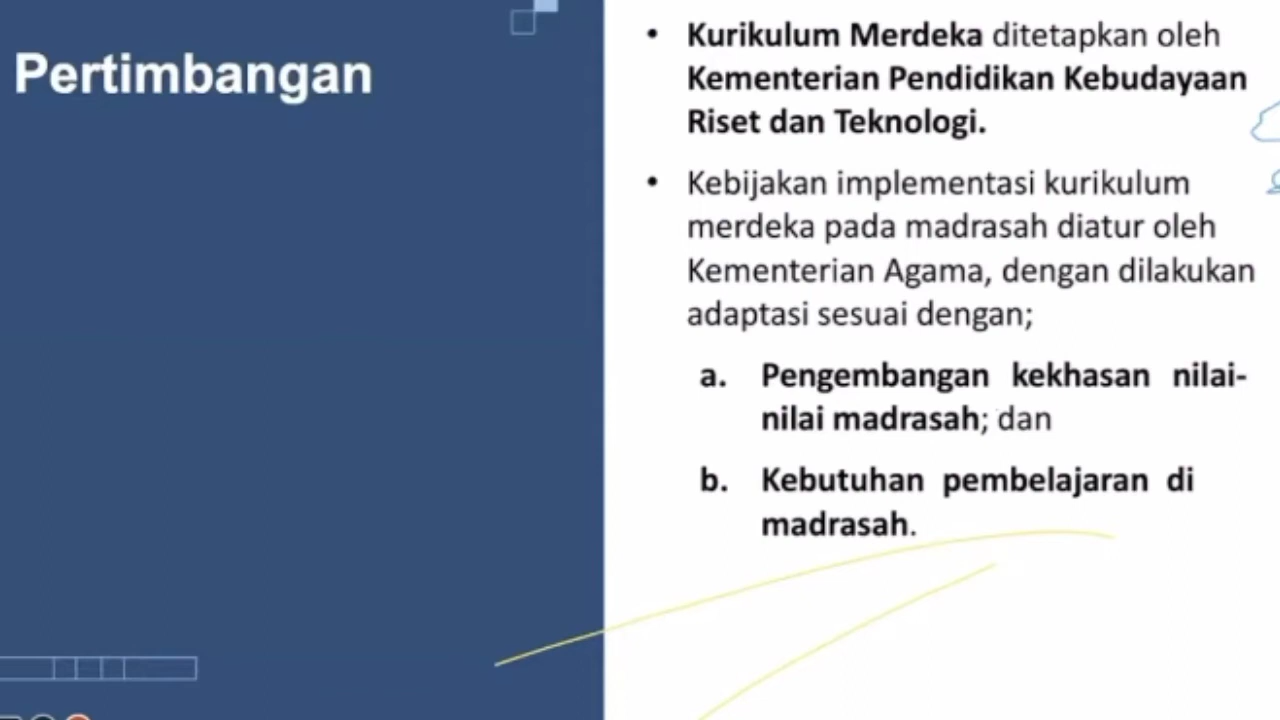 Pertimbangan
• Kurikulum Merdeka ditetapkan oleh
Kementerian Pendidikan Kebudayaan
Riset dan Teknologi.
• Kebijakan implementasi kurikulum
merdeka pada madrasah diatur oleh
Kementerian Agama, dengan dilakukan
adaptasi sesuai dengan;
a. Pengembangan kekhasan nilai-
nilai madrasah; dan
b. Kebutuhan pembelajaran di
madrasah.